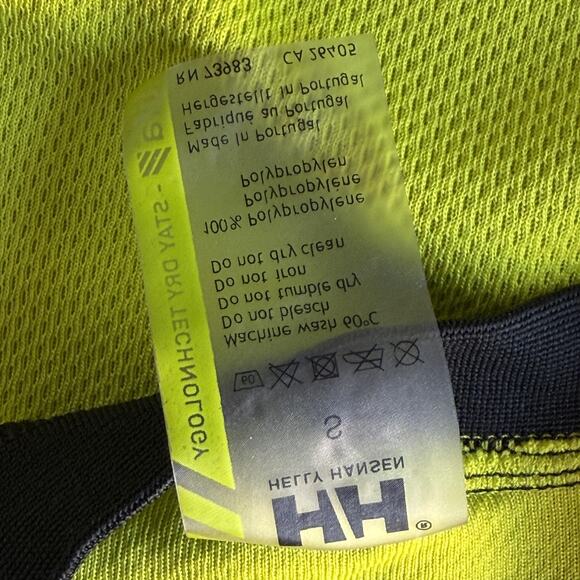 HH®
HELLY HANSEN
S
60
Machine wash 60°C
Do not bleach
Do not tumble dry
Do not iron
Do not dry clean
100% Polypropylene
Polypropylène
Polypropylen
Made in Portugal
Fabriqué au Portugal
Hergestellt in Portugal
RN 73983 CA 26405
- STAY DRY TECHNOLOGY